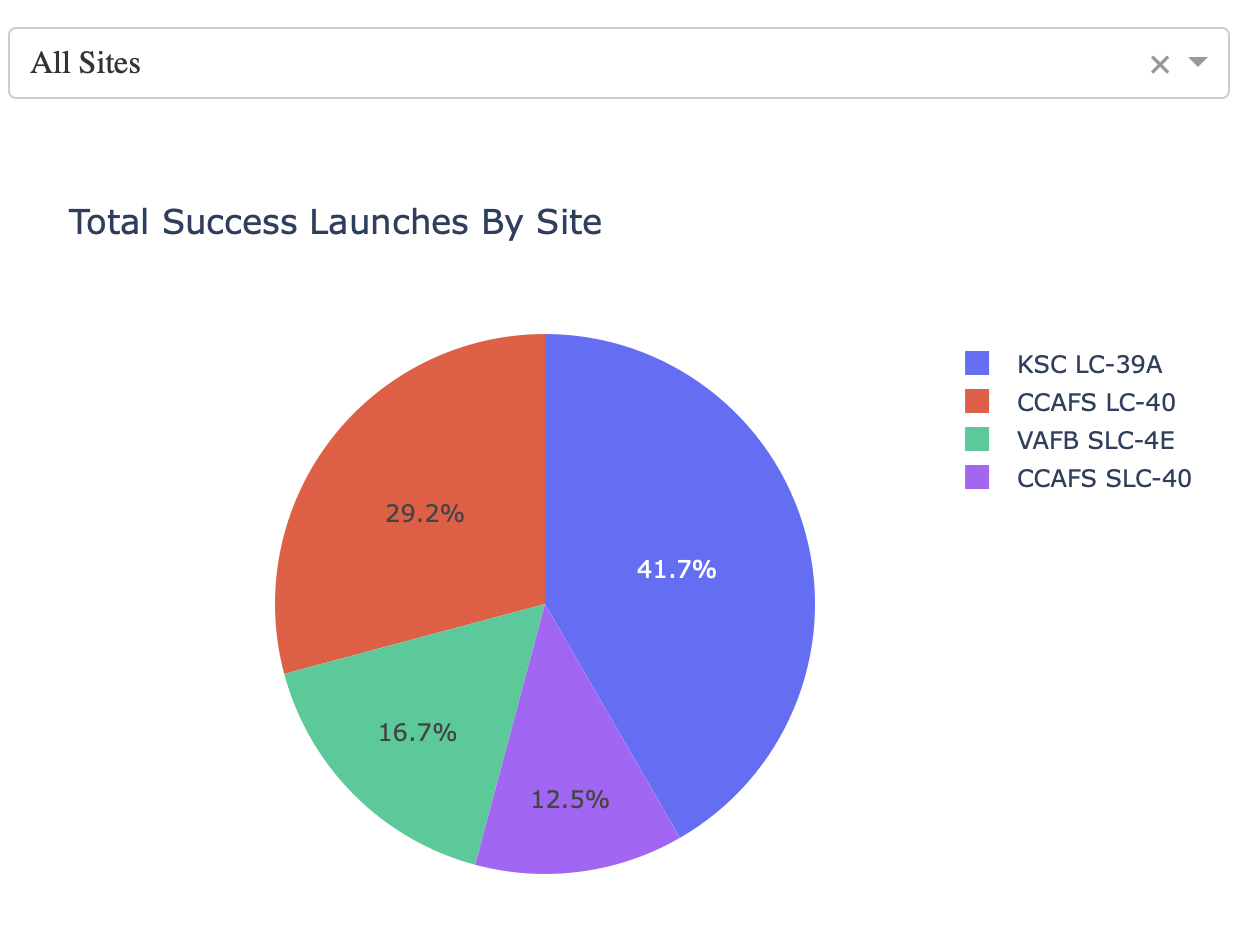 All Sites
Total Success Launches By Site
KSC LC-39A
CCAFS LC-40
VAFB SLC-4E
CCAFS SLC-40
29.2%
41.7%
16.7%
12.5%